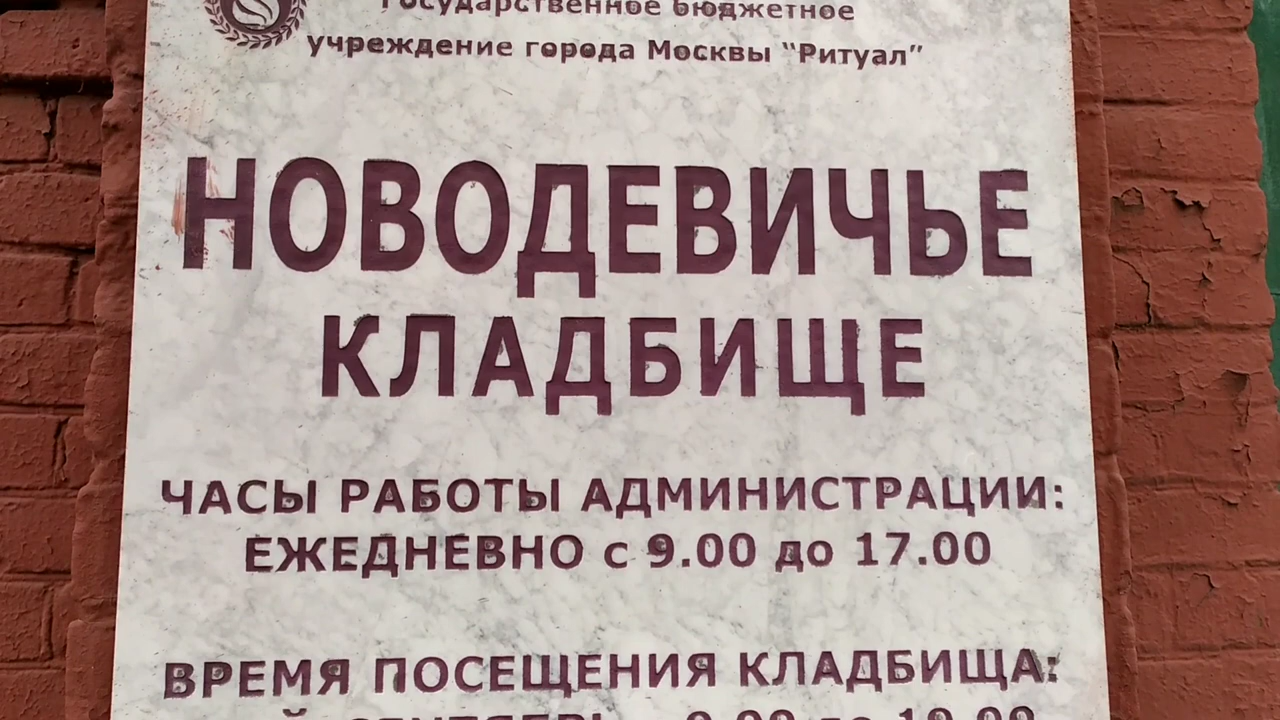 Государственное бюджетное
учреждение города Москвы “Ритуал”
НОВОДЕВИЧЬЕ
КЛАДБИЩЕ
ЧАСЫ РАБОТЫ АДМИНИСТРАЦИИ:
ЕЖЕДНЕВНО с 9.00 до 17.00
ВРЕМЯ ПОСЕЩЕНИЯ КЛАДБИЩА: